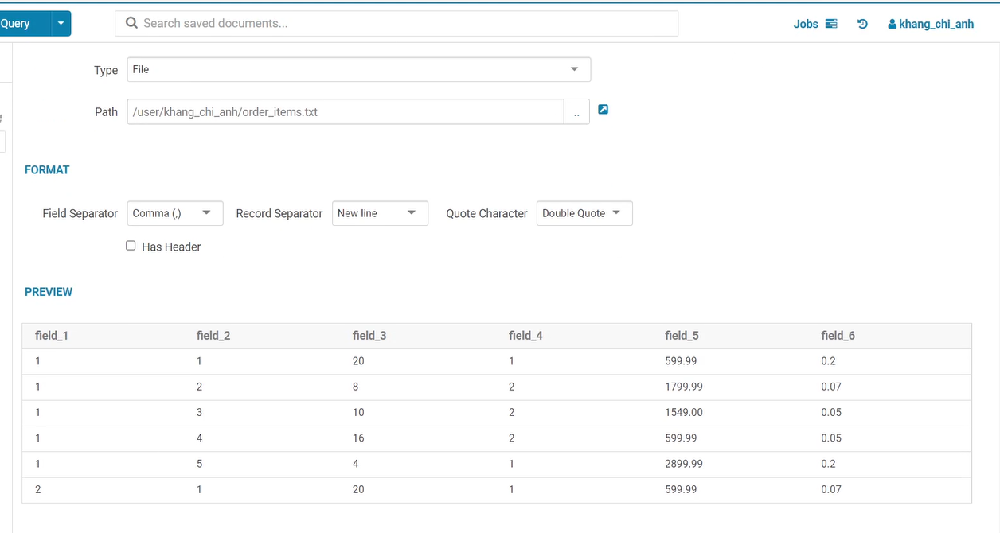 Query Search saved documents... Jobs khang_chi_anh
Type File
Path /user/khang_chi_anh/order_items.txt ..
FORMAT
Field Separator Comma (,) Record Separator New line Quote Character Double Quote
Has Header
PREVIEW
field_1 field_2 field_3 field_4 field_5 field_6
1 1 20 1 599.99 0.2
1 2 8 2 1799.99 0.07
1 3 10 2 1549.00 0.05
1 4 16 2 599.99 0.05
1 5 4 1 2899.99 0.2
2 1 20 1 599.99 0.07